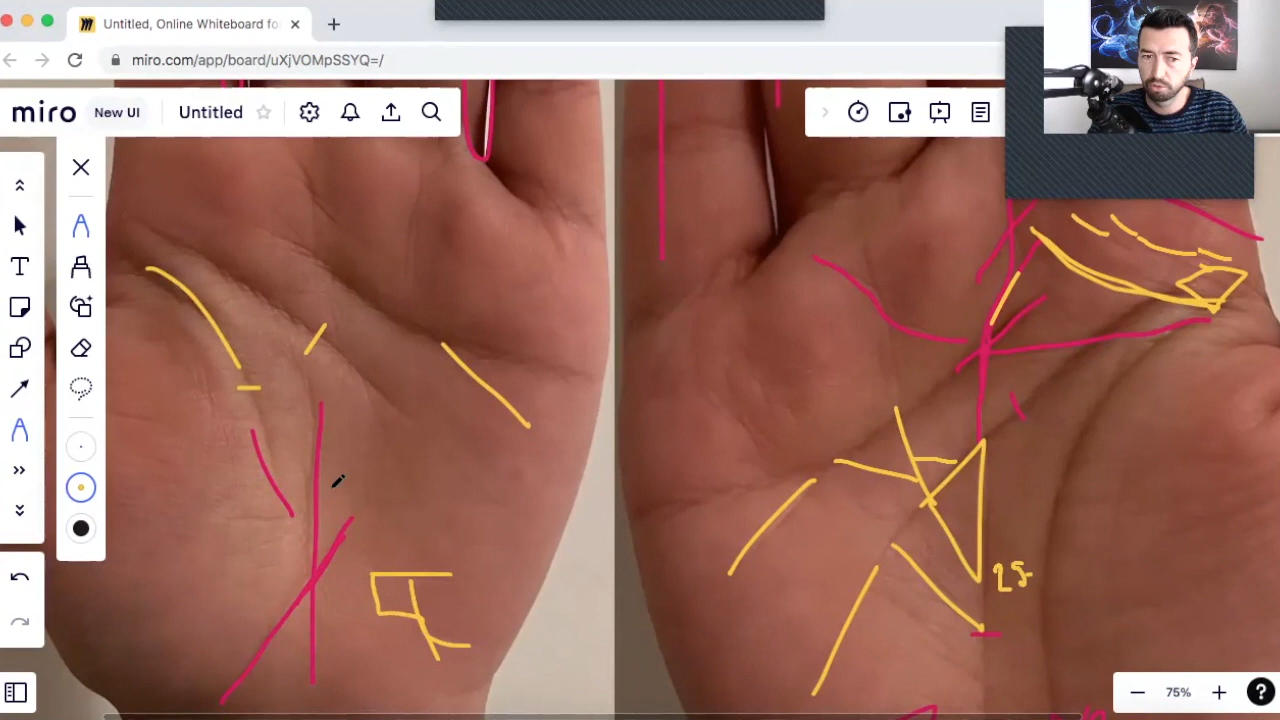 Untitled, Online Whiteboard fo
miro.com/app/board/uXjVOMpSSYQ=/
miro New UI Untitled
25
75%